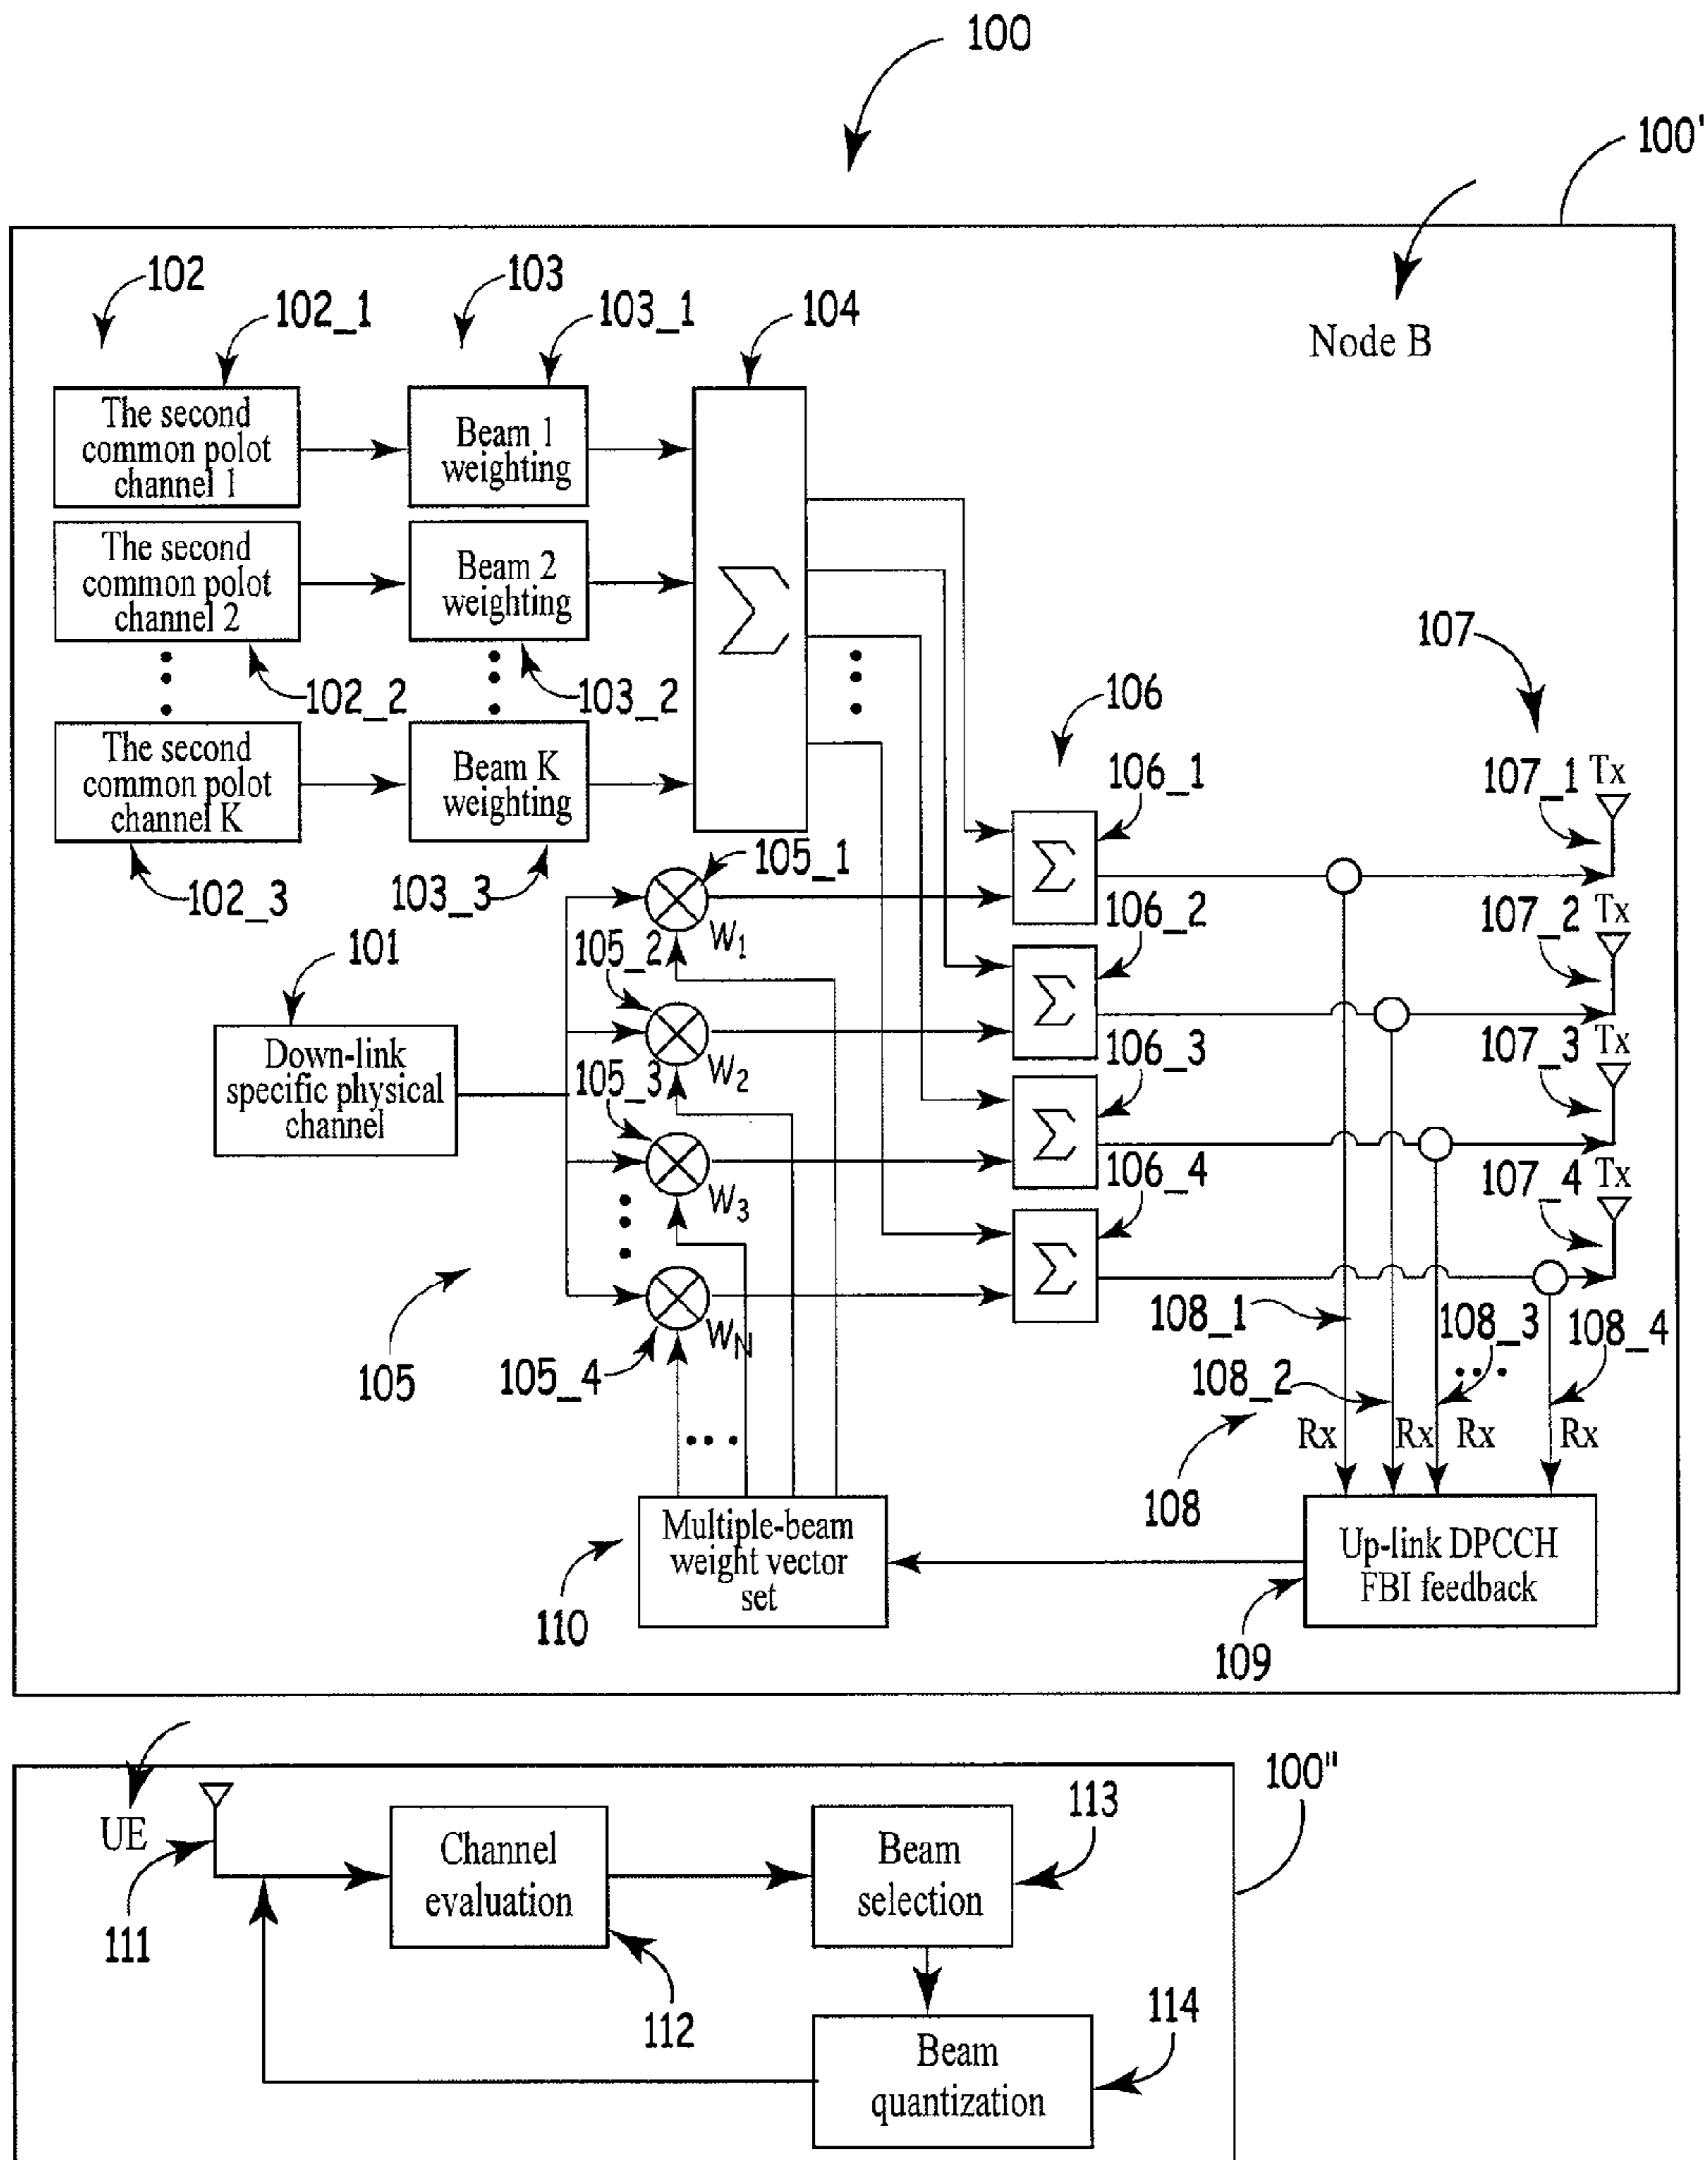 100
100'
Node B
102
102_1
103
103_1
104
The second
common polot
channel 1
Beam 1
weighting
Σ
The second
common polot
channel 2
Beam 2
weighting
102_2
103_2
107
106
The second
common polot
channel K
Beam K
weighting
106_1
107_1
Tx
102_3
103_3
105_1
Σ
W1
106_2
107_2
Tx
101
105_2
Σ
Down-link
specific physical
channel
W2
106_3
107_3
Tx
105_3
Σ
W3
106_4
107_4
Tx
Σ
105
105_4
WN
108_1
108_3
108_4
108_2
108
Rx
Rx
Rx
Rx
Multiple-beam
weight vector
set
110
Up-link DPCCH
FBI feedback
109
100"
UE
111
Channel
evaluation
112
Beam
selection
113
Beam
quantization
114